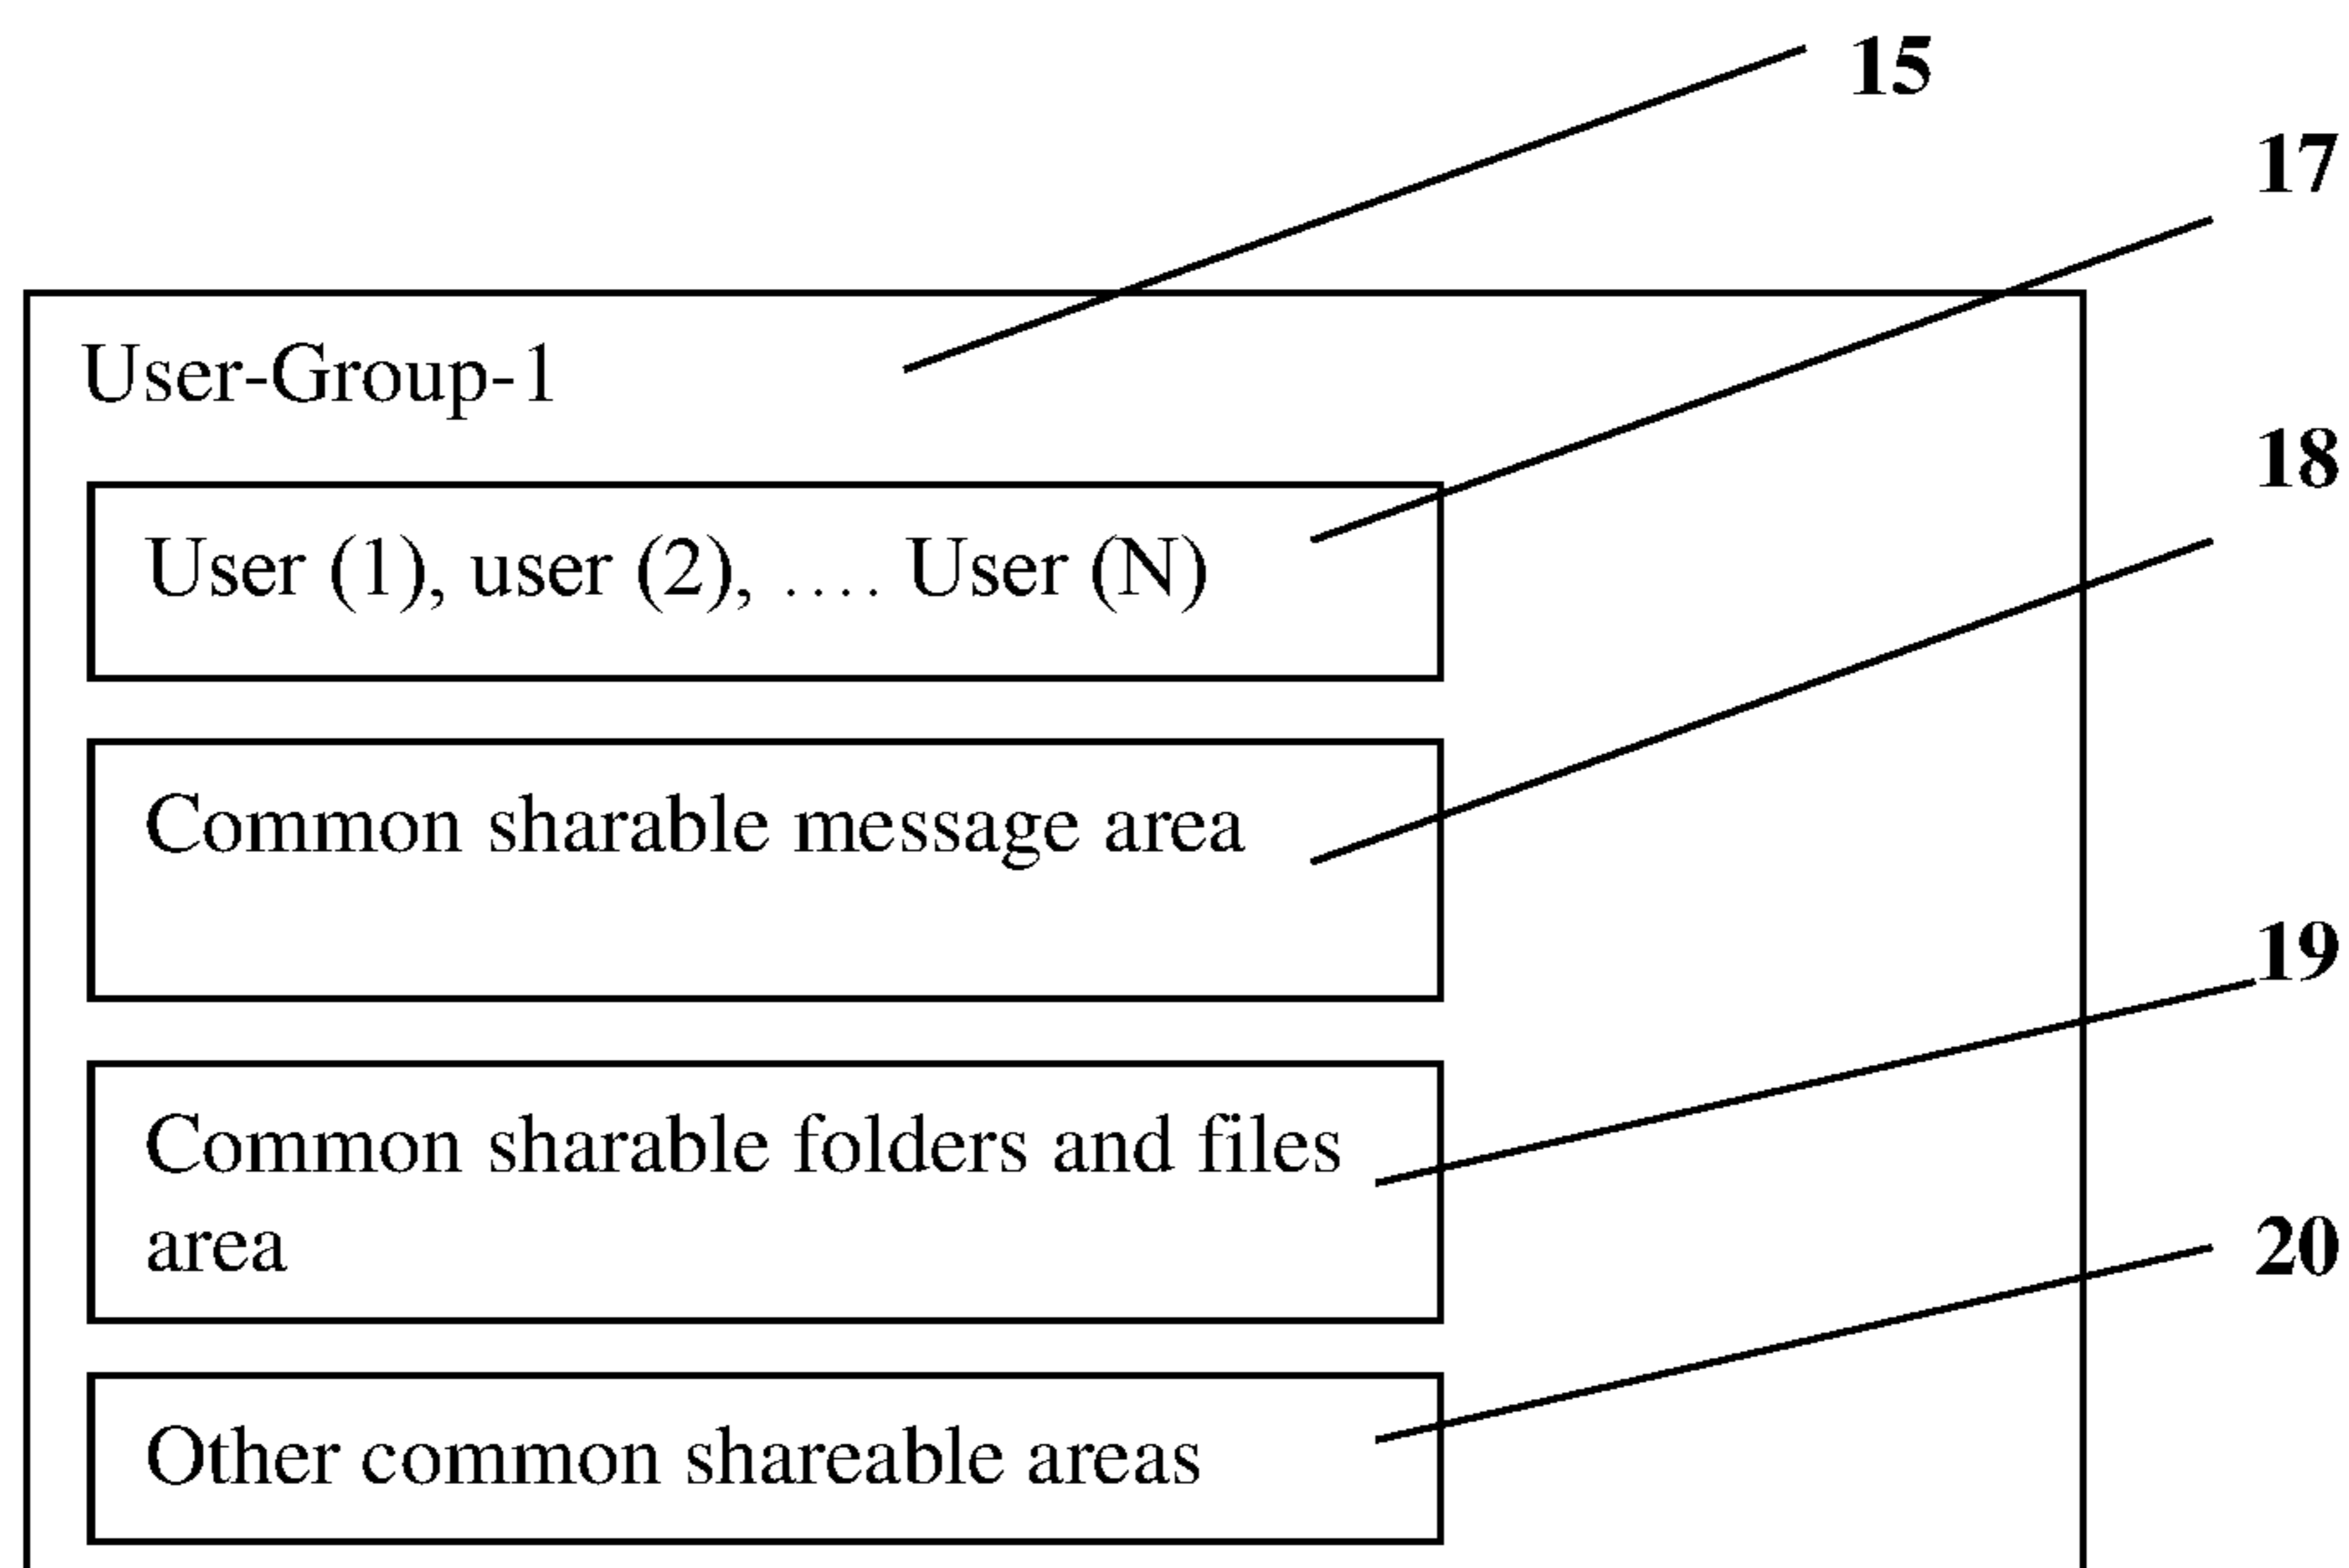 15
17
User-Group-1
18
User (1), user (2), .... User (N)
Common sharable message area
19
Common sharable folders and files
area
20
Other common shareable areas